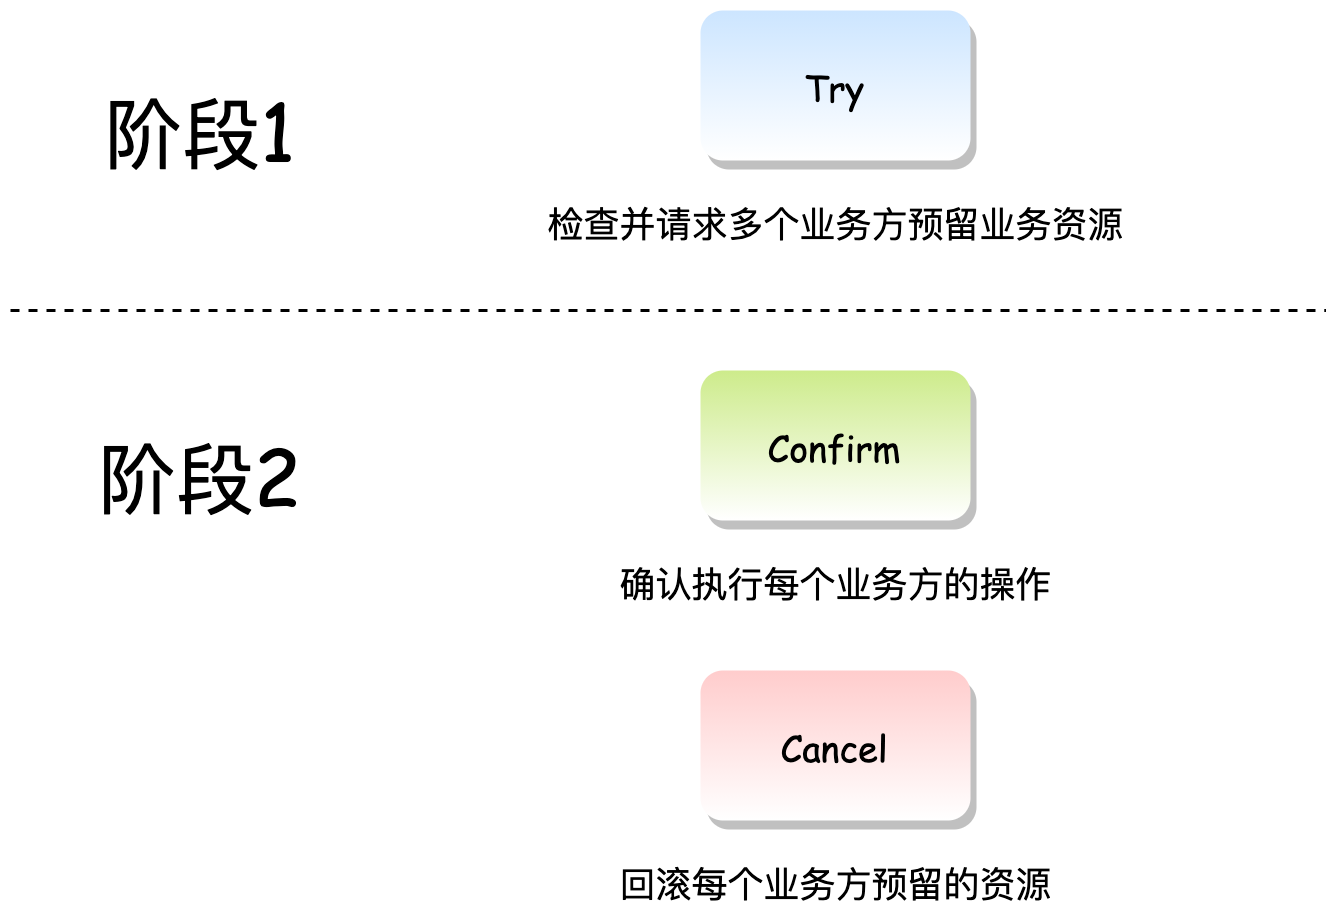 阶段1
Try
检查并请求多个业务方预留业务资源
阶段2
Confirm
确认执行每个业务方的操作
Cancel
回滚每个业务方预留的资源